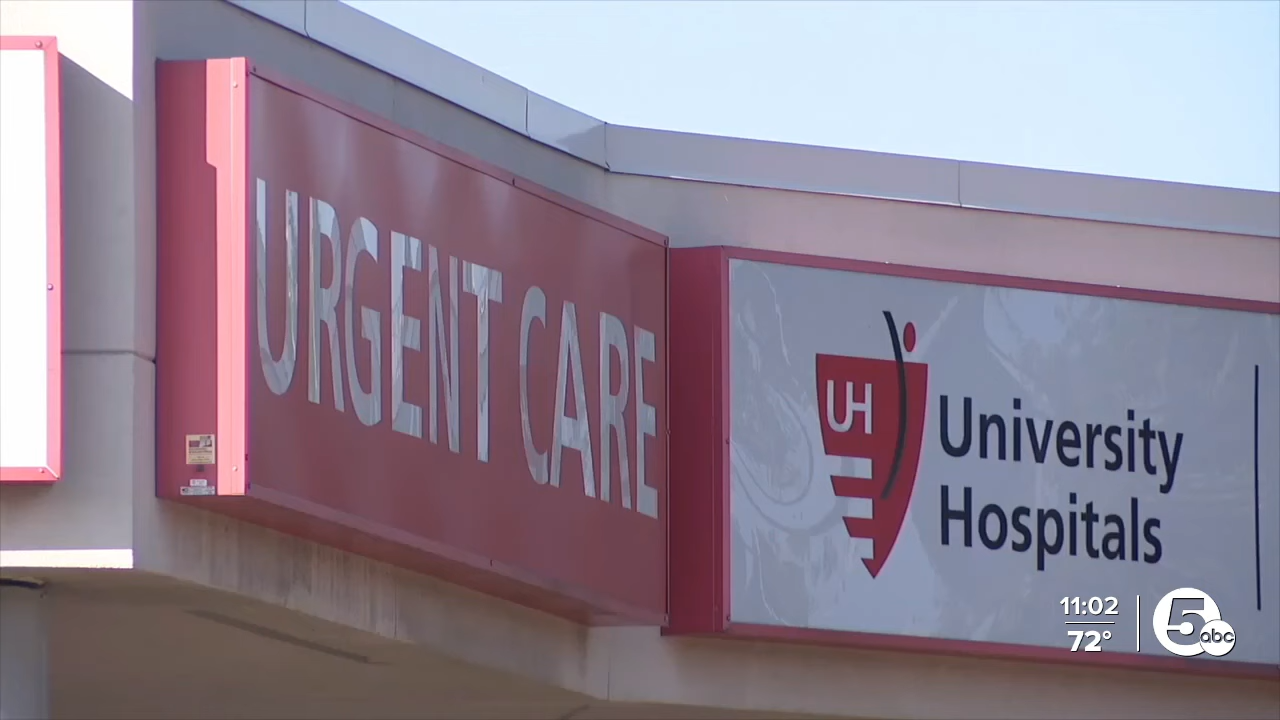 URGENT CARE
UH
University
Hospitals
11:02
72°
5
abc